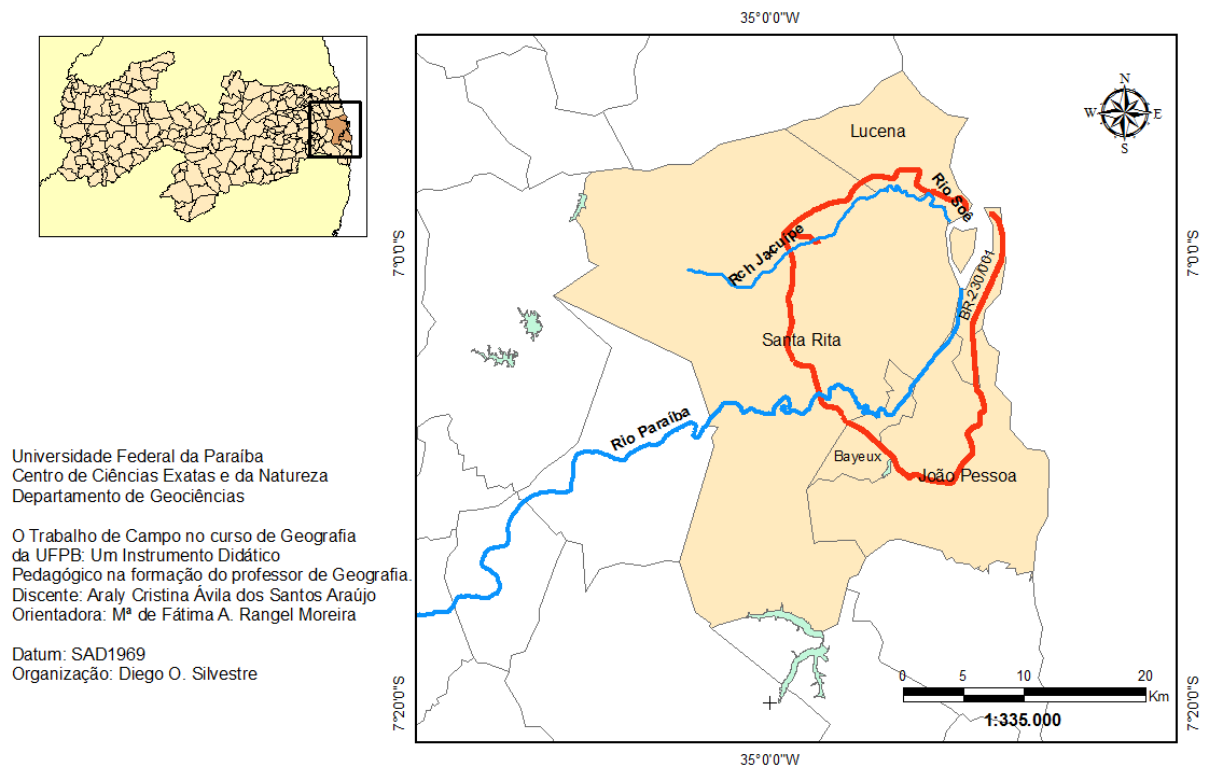 35°0'0"W
N
W
E
S
Lucena
Rio Soê
Rch Jacuípe
7°0'0"S
7°0'0"S
BR-230/001
Santa Rita
Rio Paraíba
Bayeux
João Pessoa
Universidade Federal da Paraíba
Centro de Ciências Exatas e da Natureza
Departamento de Geociências
O Trabalho de Campo no curso de Geografia
da UFPB: Um Instrumento Didático
Pedagógico na formação do professor de Geografia.
Discente: Araly Cristina Ávila dos Santos Araújo
Orientadora: Mª de Fátima A. Rangel Moreira
Datum: SAD1969
Organização: Diego O. Silvestre
0 5 10 20
Km
1:335.000
7°20'0"S
7°20'0"S
35°0'0"W